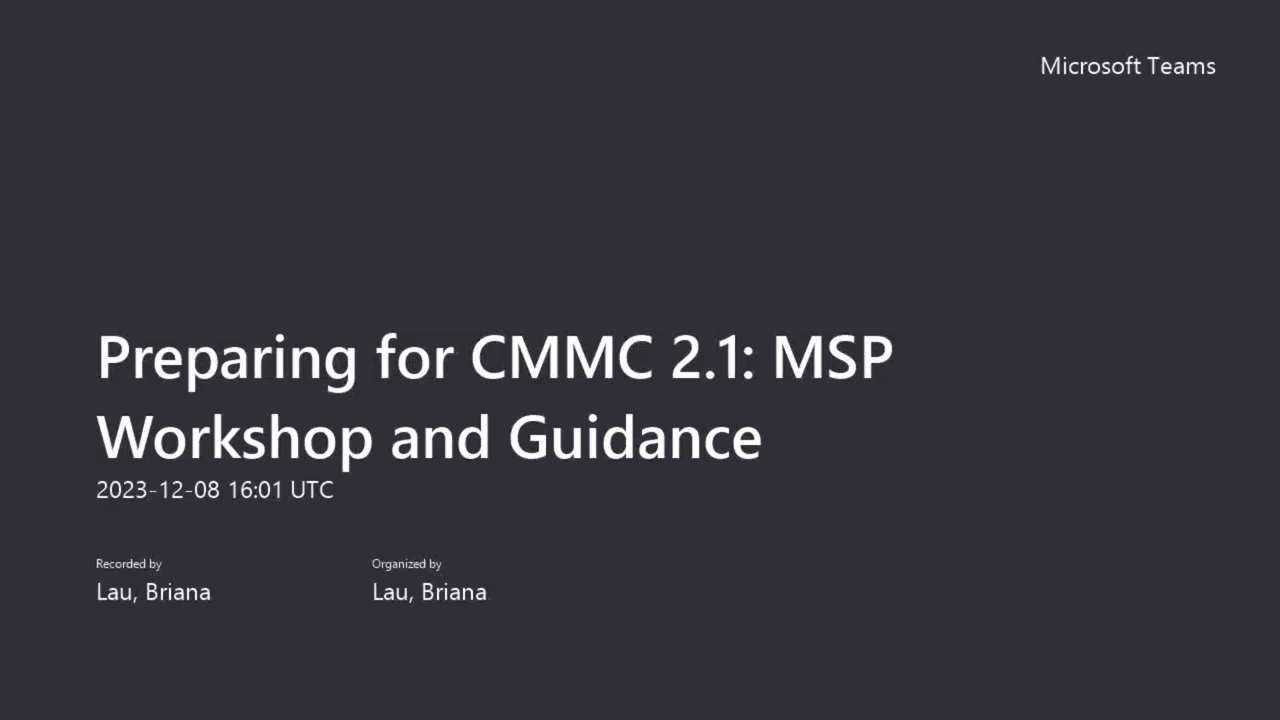 Microsoft Teams
Preparing for CMMC 2.1: MSP
Workshop and Guidance
2023-12-08 16:01 UTC
Recorded by
Lau, Briana
Organized by
Lau, Briana